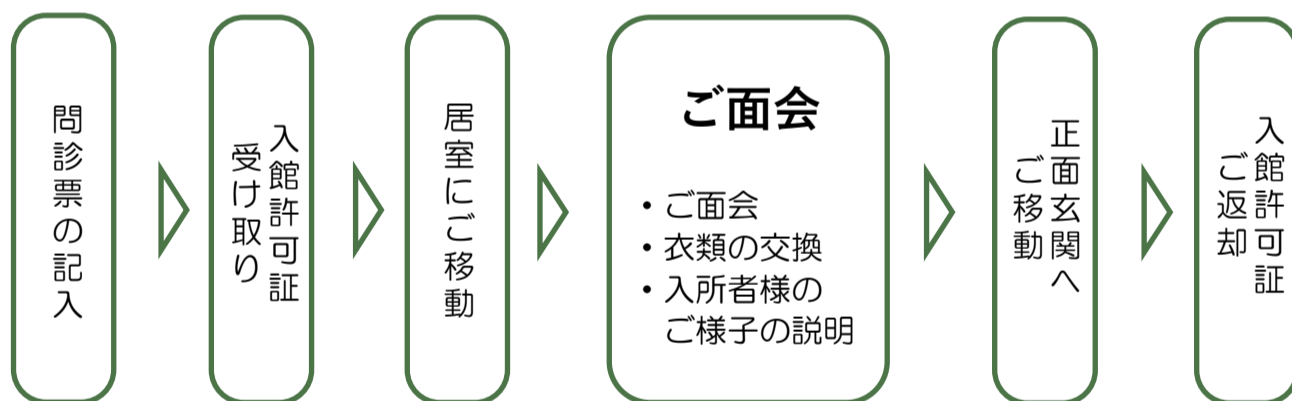 問診票の記入
入館許可証
受け取り
居室にご移動
ご面会
・ご面会
・衣類の交換
・入所者様の
ご様子の説明
正面玄関へ
ご移動
入館許可証
ご返却